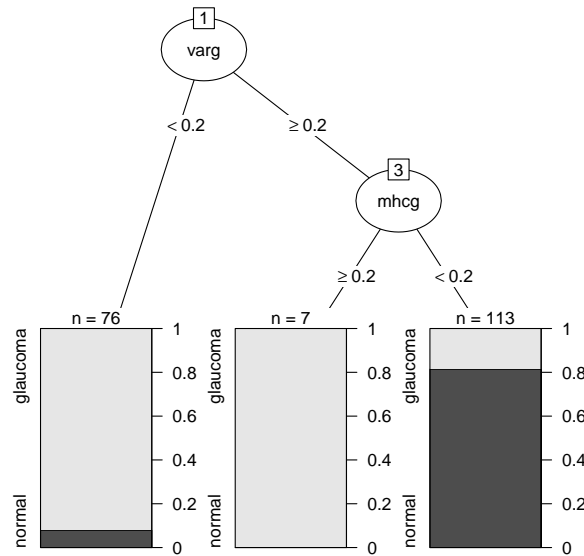 1
varg
< 0.2
≥ 0.2
3
mhcg
≥ 0.2
< 0.2
n = 76
normal
glaucoma
0
0.2
0.4
0.6
0.8
1
n = 7
normal
glaucoma
0
0.2
0.4
0.6
0.8
1
n = 113
normal
glaucoma
0
0.2
0.4
0.6
0.8
1